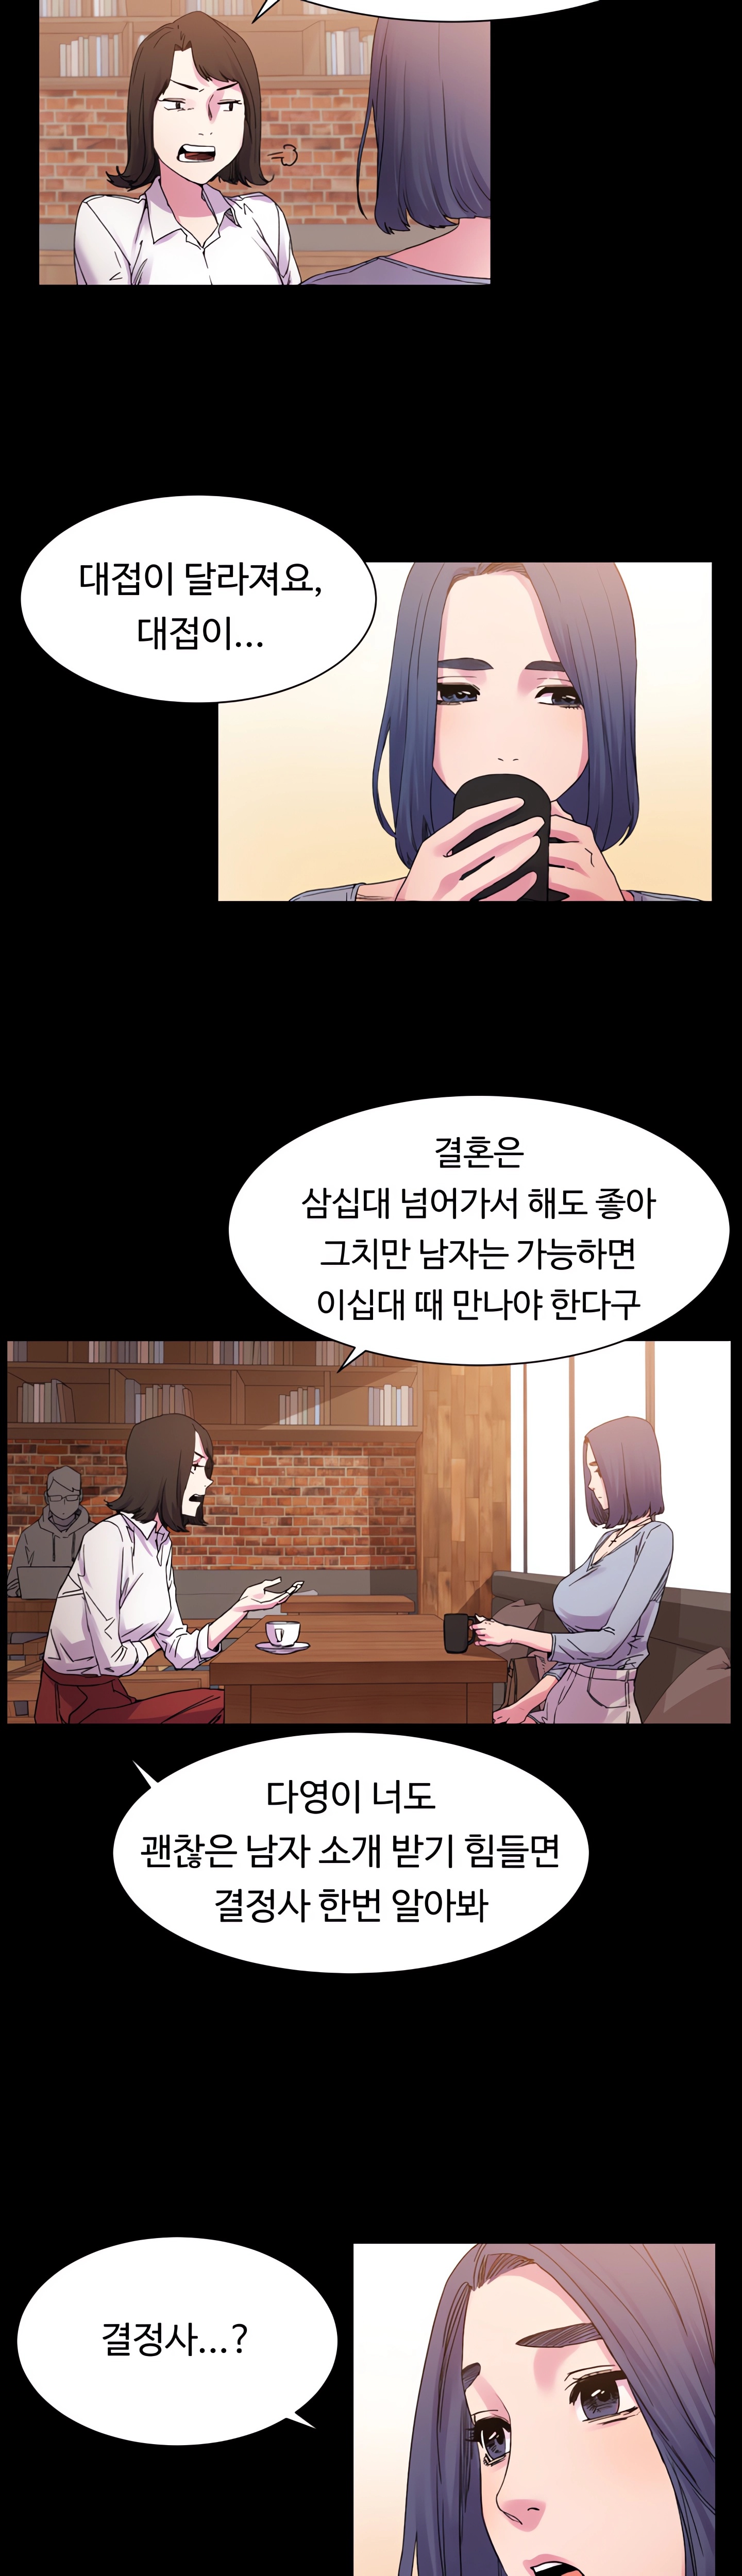 대접이 달라져요,
대접이...
결혼은
삼십대 넘어가서 해도 좋아
그치만 남자는 가능하면
이십대 때 만나야 한다구
다영이 너도
괜찮은 남자 소개 받기 힘들면
결정사 한번 알아봐
결정사...?